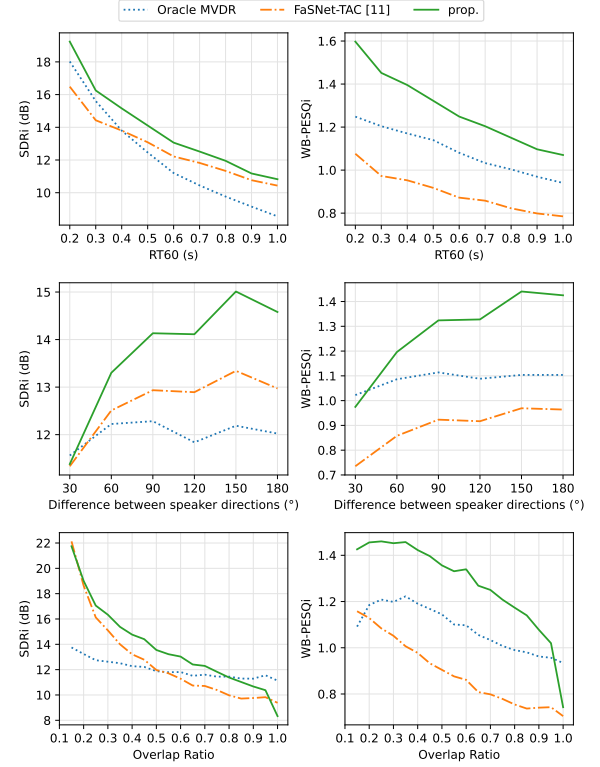 Oracle MVDR FaSNet-TAC [11] prop.
SDRi (dB)
18
16
14
12
10
0.2 0.3 0.4 0.5 0.6 0.7 0.8 0.9 1.0
RT60 (s)
WB-PESQi
1.6
1.4
1.2
1.0
0.8
0.2 0.3 0.4 0.5 0.6 0.7 0.8 0.9 1.0
RT60 (s)
SDRi (dB)
15
14
13
12
30 60 90 120 150 180
Difference between speaker directions (°)
WB-PESQi
1.4
1.3
1.2
1.1
1.0
0.9
0.8
0.7
30 60 90 120 150 180
Difference between speaker directions (°)
SDRi (dB)
22
20
18
16
14
12
10
8
0.1 0.2 0.3 0.4 0.5 0.6 0.7 0.8 0.9 1.0
Overlap Ratio
WB-PESQi
1.4
1.2
1.0
0.8
0.1 0.2 0.3 0.4 0.5 0.6 0.7 0.8 0.9 1.0
Overlap Ratio